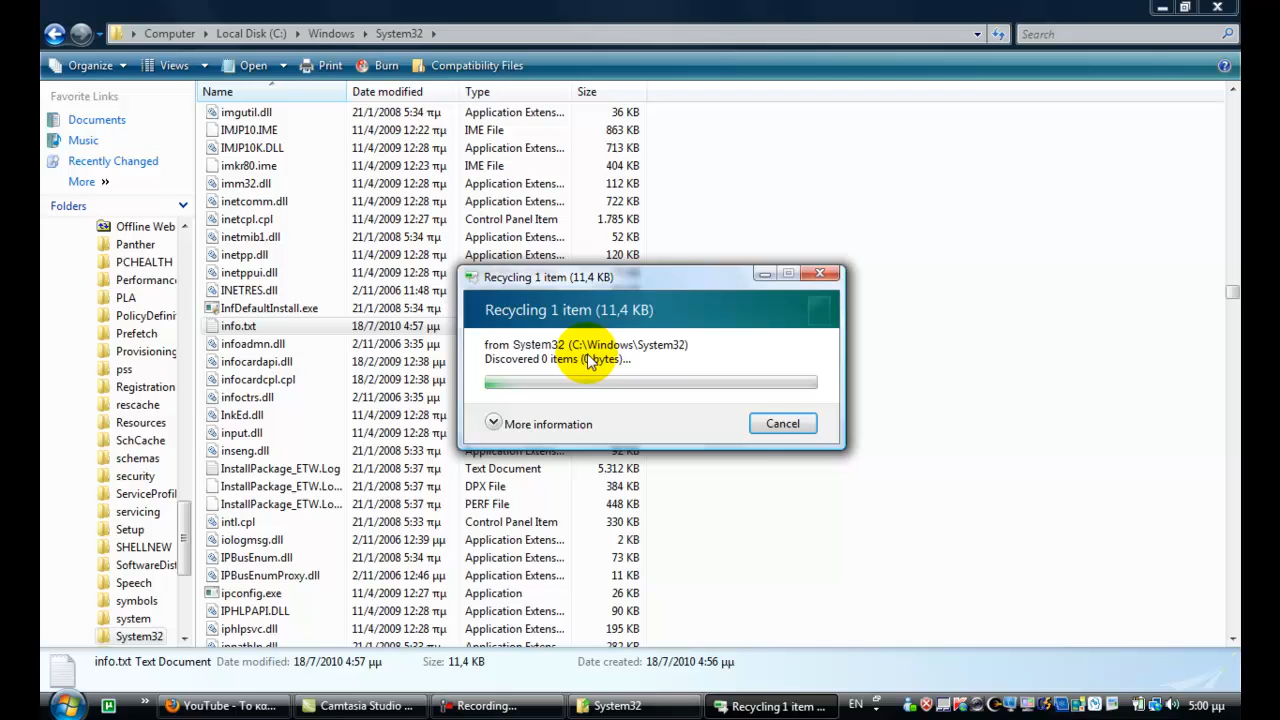 Computer Local Disk (C:) Windows System32 Search
Organize Views Open Print Burn Compatibility Files
Favorite Links
Documents
Music
Recently Changed
More »
Folders
Offline Web
Panther
PCHEALTH
Performance
PLA
PolicyDefini
Prefetch
Programs
pss
Registration
rescache
Resources
SchCache
schemas
security
ServiceProfil
servicing
Setup
SHELLNEW
SoftwareDist
Speech
symbols
system
System32
Name Date modified Type Size
imgutil.dll 21/1/2008 5:34 πμ Application Extens... 36 KB
IMJP10.IME 11/4/2009 12:22 πμ IME File 863 KB
IMJP10K.DLL 11/4/2009 12:28 πμ Application Extens... 713 KB
imkr80.ime 11/4/2009 12:23 πμ IME File 404 KB
imm32.dll 11/4/2009 12:28 πμ Application Extens... 112 KB
inetcomm.dll 11/4/2009 12:28 πμ Application Extens... 722 KB
inetcpl.cpl 11/4/2009 12:27 πμ Control Panel Item 1.785 KB
inetmib1.dll 21/1/2008 5:34 πμ Application Extens... 52 KB
inetpp.dll 11/4/2009 12:28 πμ Application Extens... 120 KB
inetppui.dll 11/4/2009 12:28 πμ
INETRES.dll 2/11/2006 11:48 πμ
InfDefaultInstall.exe 21/1/2008 5:34 πμ
info.txt 18/7/2010 4:57 μμ
infoadmn.dll 2/11/2006 3:35 μμ
infocardapi.dll 18/2/2009 12:38 μμ
infocardcpl.cpl 18/2/2009 12:38 μμ
infoctrs.dll 2/11/2006 3:35 μμ
InkEd.dll 11/4/2009 12:28 πμ
input.dll 11/4/2009 12:28 πμ
inseng.dll 21/1/2008 5:34 πμ Application Extens... 92 KB
InstallPackage_ETW.Log 21/1/2008 5:37 πμ Text Document 5.312 KB
InstallPackage_ETW.Lo... 21/1/2008 5:37 πμ DPX File 384 KB
InstallPackage_ETW.Lo... 21/1/2008 5:37 πμ PERF File 448 KB
intl.cpl 21/1/2008 5:34 πμ Control Panel Item 330 KB
iologmsg.dll 2/11/2006 12:39 μμ Application Extens... 2 KB
IPBusEnum.dll 21/1/2008 5:34 πμ Application Extens... 73 KB
IPBusEnumProxy.dll 2/11/2006 12:46 μμ Application Extens... 11 KB
ipconfig.exe 11/4/2009 12:27 πμ Application 26 KB
IPHLPAPI.DLL 11/4/2009 12:28 πμ Application Extens... 90 KB
iphlpsvc.dll 11/4/2009 12:28 πμ Application Extens... 195 KB
Recycling 1 item (11,4 KB)
Recycling 1 item (11,4 KB)
from System32 (C:\Windows\System32)
Discovered 0 items (0 bytes)...
More information Cancel
info.txt Text Document Date modified: 18/7/2010 4:57 μμ Size: 11,4 KB Date created: 18/7/2010 4:56 μμ
YouTube - Το κα... Camtasia Studio ... Recording... System32 Recycling 1 item ... EN 5:00 μμ